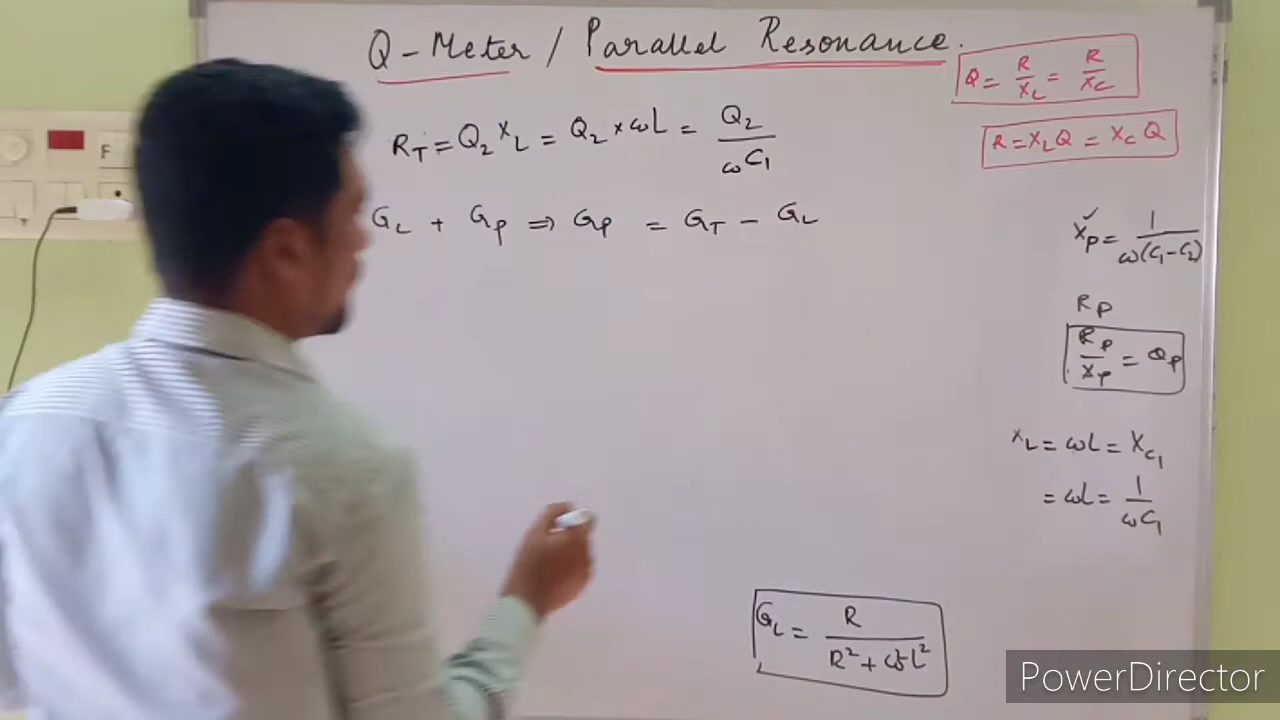 Q-Meter / Parallel Resonance.
Q = R/X_L = R/X_C
R = X_L Q = X_C Q
R_T = Q_2 X_L = Q_2 × ωL = Q_2/ωC_1
G_L + G_P ⇒ G_P = G_T − G_L
✓
X_P = 1/ω(C_1−C_2)
R_P
R_P/X_P = Q_P
X_L = ωL = X_C_1
= ωL = 1/ωC_1
G_L = R/R²+ω²L²
F
PowerDirector